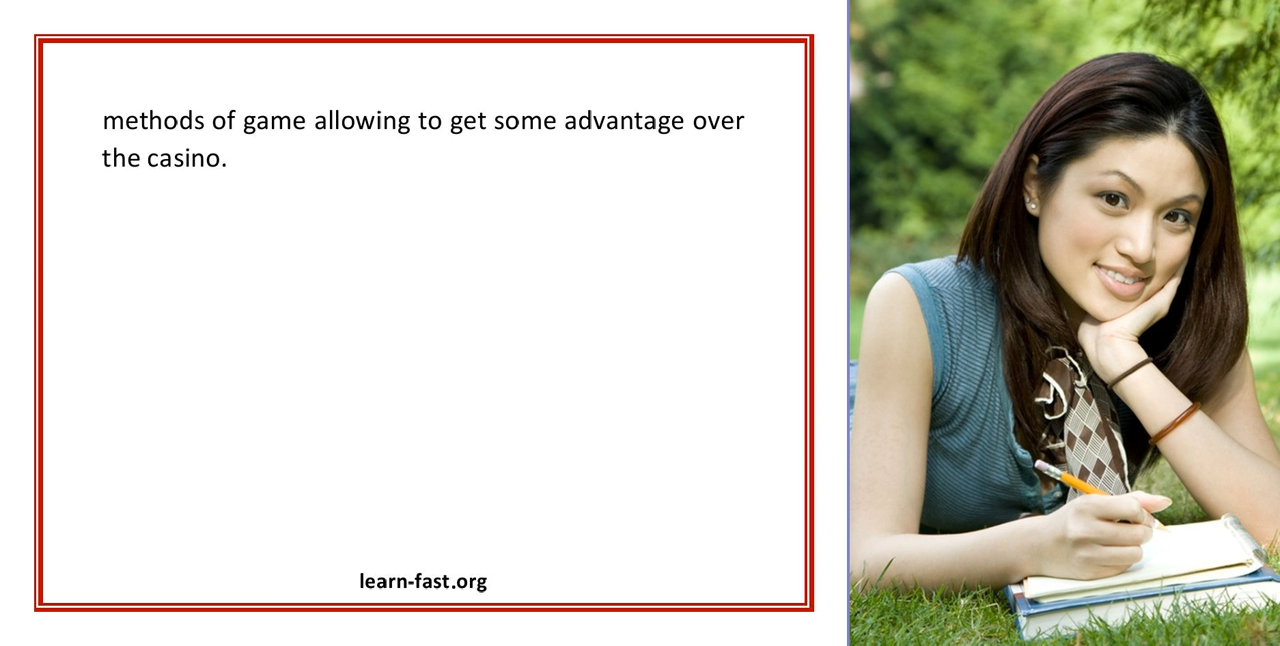 methods of game allowing to get some advantage over
the casino.
learn-fast.org